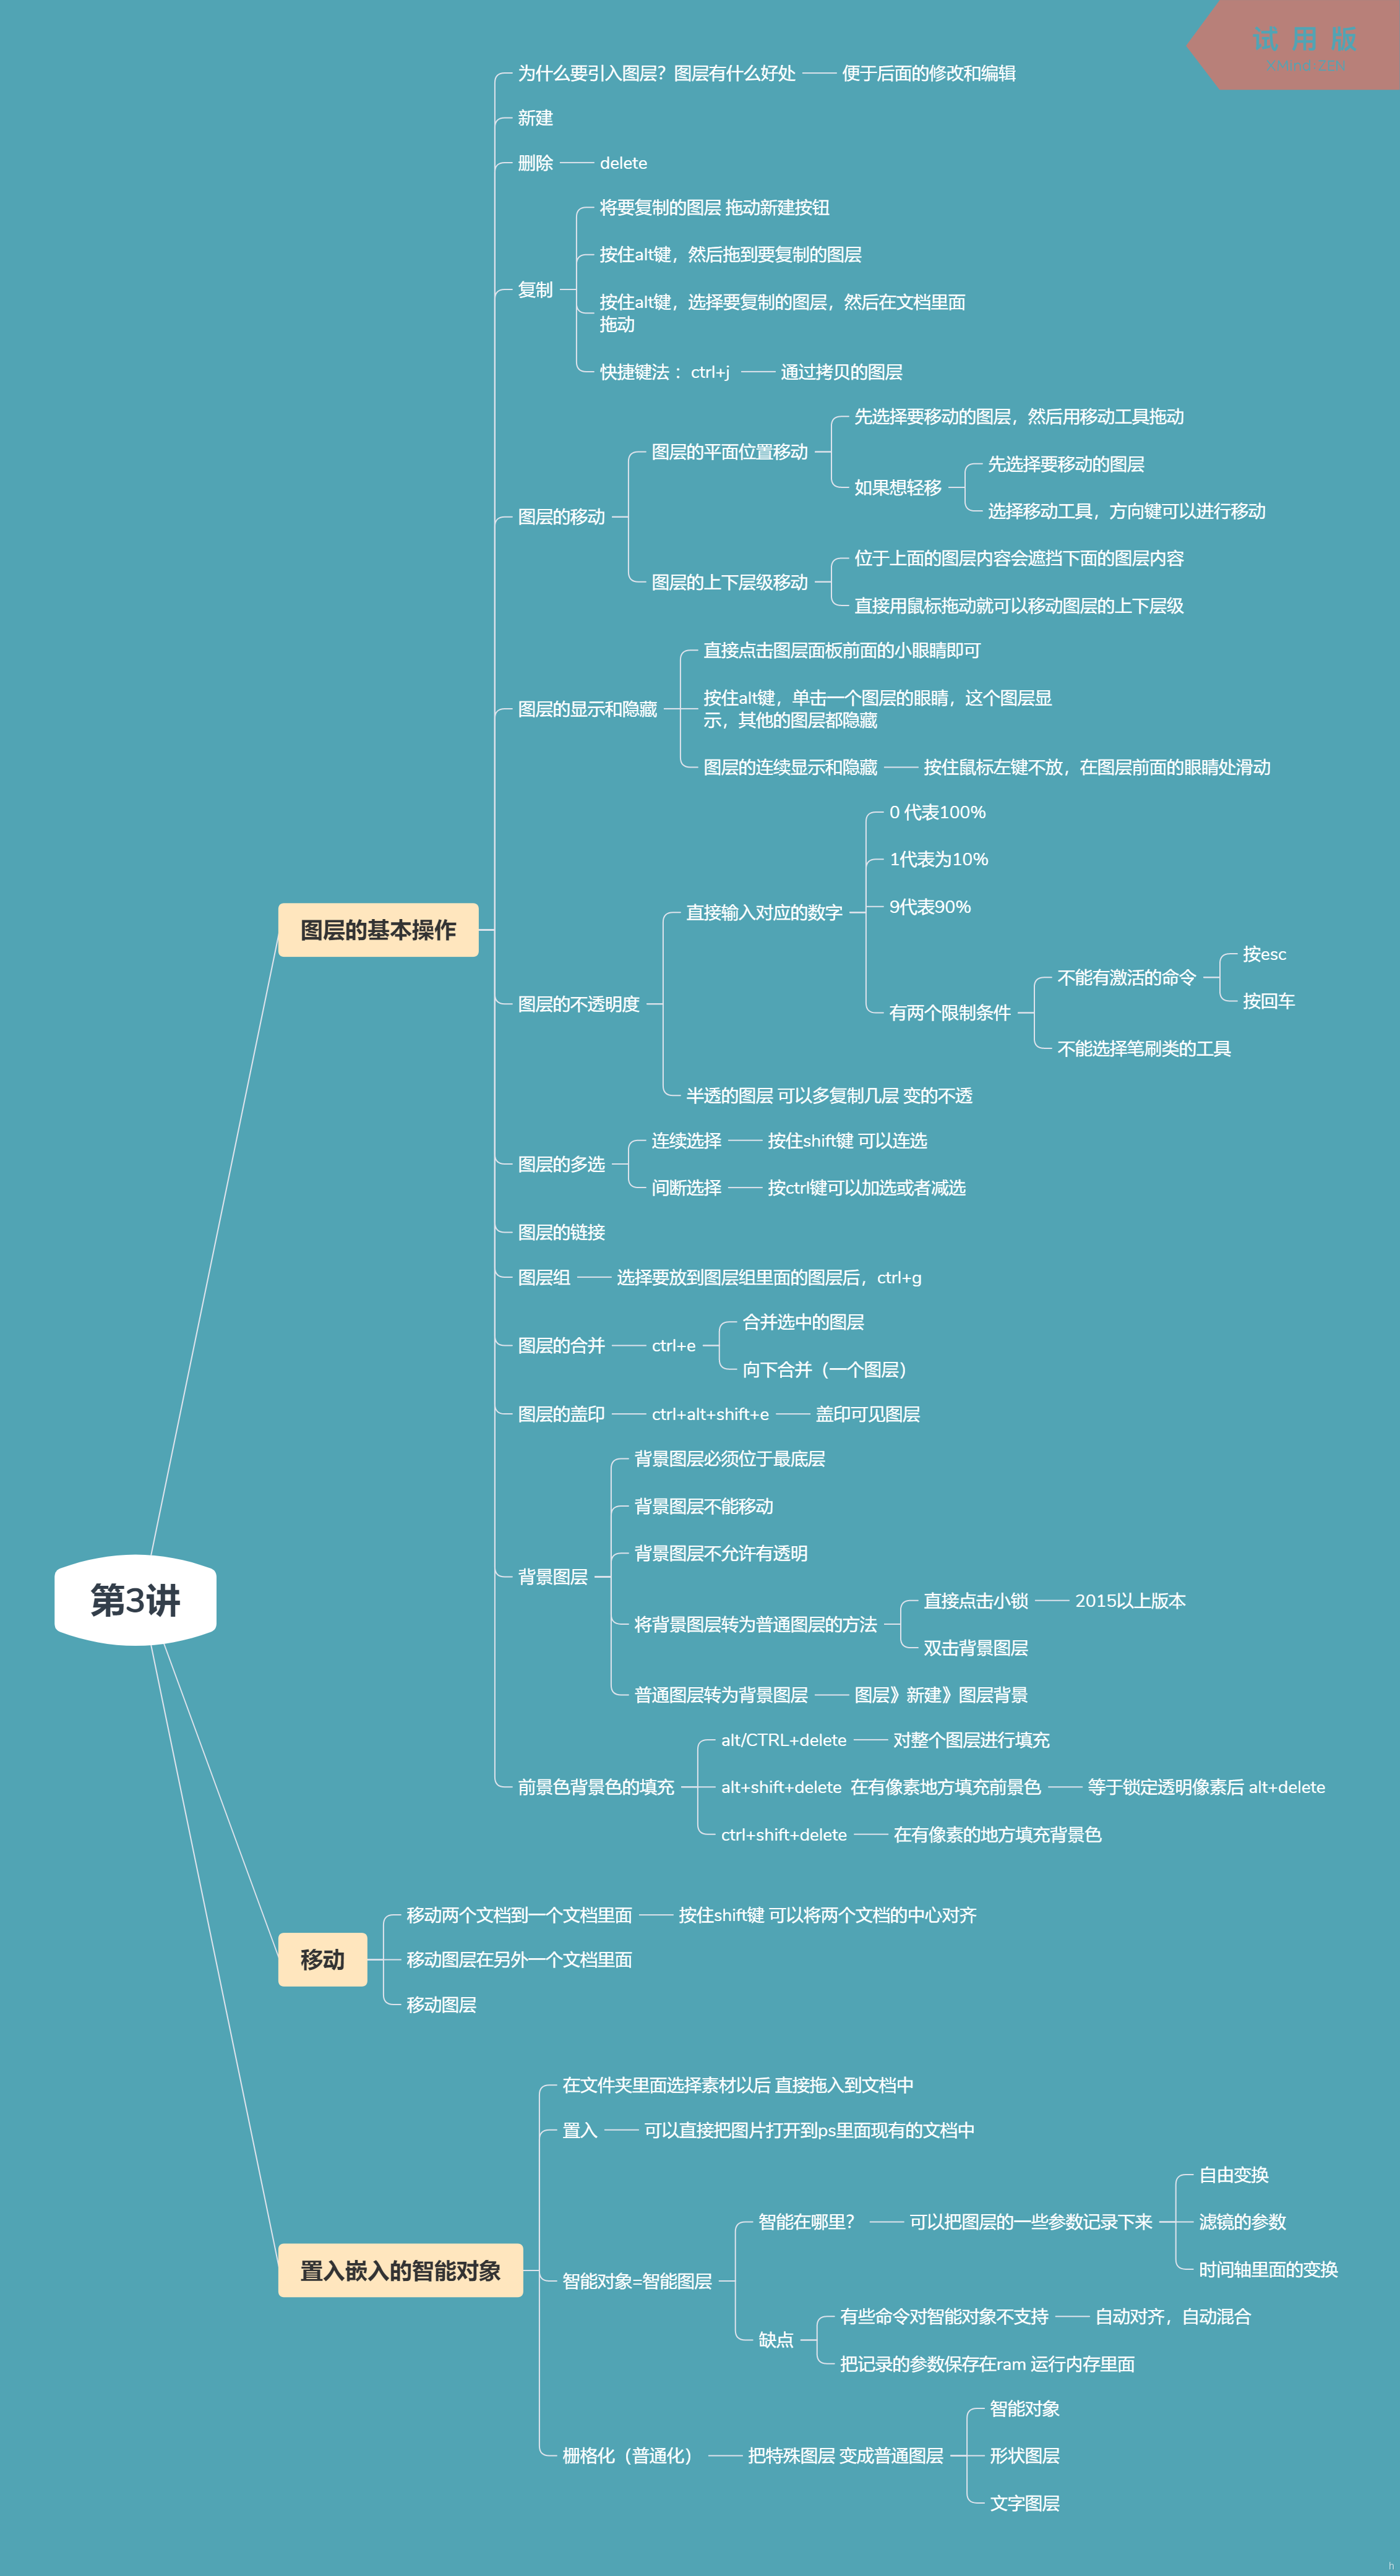 试 用 版
XMind:ZEN
为什么要引入图层？图层有什么好处
便于后面的修改和编辑
新建
删除
delete
复制
将要复制的图层 拖动新建按钮
按住alt键，然后拖到要复制的图层
按住alt键，选择要复制的图层，然后在文档里面
拖动
快捷键法： ctrl+j
通过拷贝的图层
图层的移动
图层的平面位置移动
先选择要移动的图层，然后用移动工具拖动
如果想轻移
先选择要移动的图层
选择移动工具，方向键可以进行移动
图层的上下层级移动
位于上面的图层内容会遮挡下面的图层内容
直接用鼠标拖动就可以移动图层的上下层级
图层的显示和隐藏
直接点击图层面板前面的小眼睛即可
按住alt键，单击一个图层的眼睛，这个图层显
示，其他的图层都隐藏
图层的连续显示和隐藏
按住鼠标左键不放，在图层前面的眼睛处滑动
图层的基本操作
图层的不透明度
直接输入对应的数字
0 代表100%
1代表为10%
9代表90%
有两个限制条件
不能有激活的命令
按esc
按回车
不能选择笔刷类的工具
半透的图层 可以多复制几层 变的不透
图层的多选
连续选择
按住shift键 可以连选
间断选择
按ctrl键可以加选或者减选
图层的链接
图层组
选择要放到图层组里面的图层后，ctrl+g
图层的合并
ctrl+e
合并选中的图层
向下合并（一个图层）
图层的盖印
ctrl+alt+shift+e
盖印可见图层
背景图层
背景图层必须位于最底层
背景图层不能移动
背景图层不允许有透明
将背景图层转为普通图层的方法
直接点击小锁
2015以上版本
双击背景图层
普通图层转为背景图层
图层》新建》图层背景
前景色背景色的填充
alt/CTRL+delete
对整个图层进行填充
alt+shift+delete 在有像素地方填充前景色
等于锁定透明像素后 alt+delete
ctrl+shift+delete
在有像素的地方填充背景色
第3讲
移动
移动两个文档到一个文档里面
按住shift键 可以将两个文档的中心对齐
移动图层在另外一个文档里面
移动图层
置入嵌入的智能对象
在文件夹里面选择素材以后 直接拖入到文档中
置入
可以直接把图片打开到ps里面现有的文档中
智能对象=智能图层
智能在哪里？
可以把图层的一些参数记录下来
自由变换
滤镜的参数
时间轴里面的变换
缺点
有些命令对智能对象不支持
自动对齐，自动混合
把记录的参数保存在ram 运行内存里面
栅格化（普通化）
把特殊图层 变成普通图层
智能对象
形状图层
文字图层
h